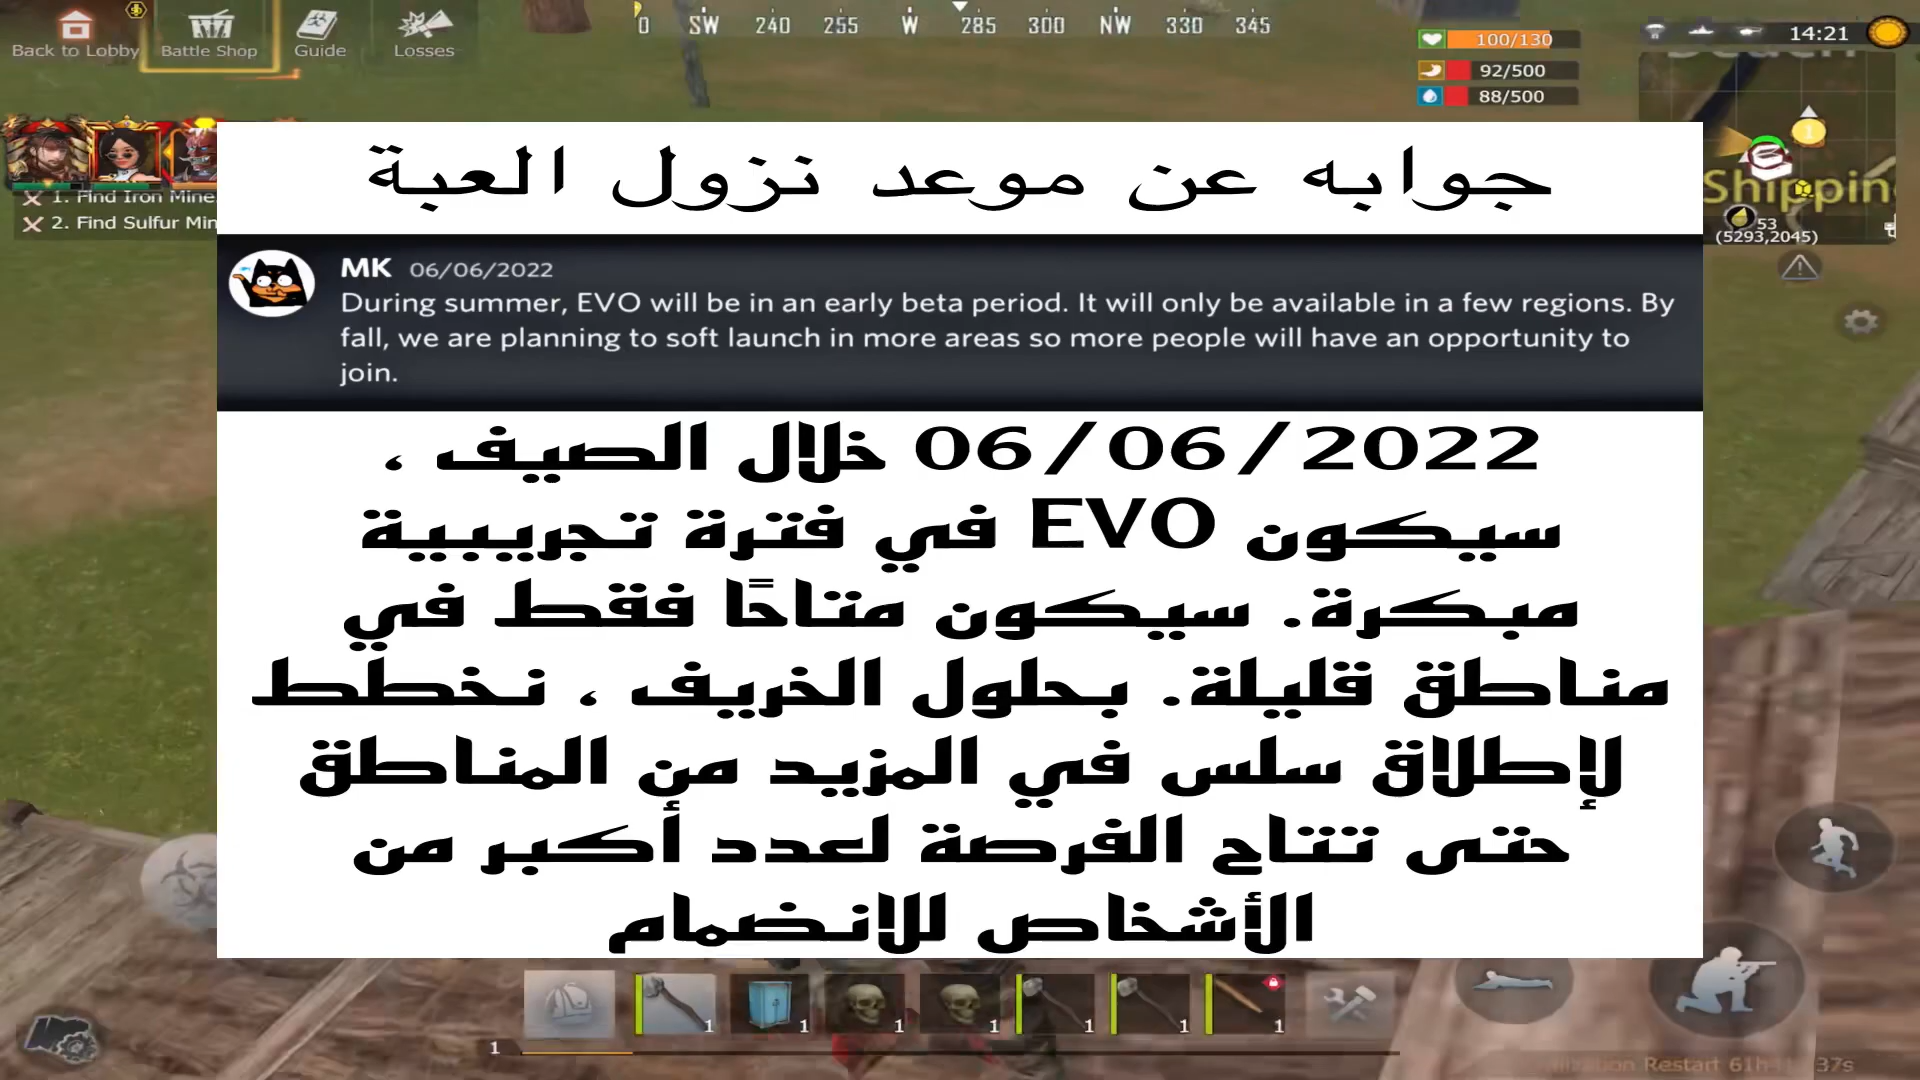 Back to Lobby
Battle Shop
Guide
Losses
0 SW 240 255 W 285 300 NW 330 345
100/130
92/500
88/500
14:21
Shippin
53
(5293,2045)
1. Find Iron Mine
2. Find Sulfur Min
جوابه عن موعد نزول العبة
MK 06/06/2022
During summer, EVO will be in an early beta period. It will only be available in a few regions. By
fall, we are planning to soft launch in more areas so more people will have an opportunity to
join.
06/06/2022 خلال الصيف ،
سيكون EVO في فترة تجريبية
مبكرة. سيكون متاحًا فقط في
مناطق قليلة. بحلول الخريف ، نخطط
لإطلاق سلس في المزيد من المناطق
حتى تتاح الفرصة لعدد أكبر من
الأشخاص للانضمام
1
1
1
1
1
1
1
1
Restart 61h 37s